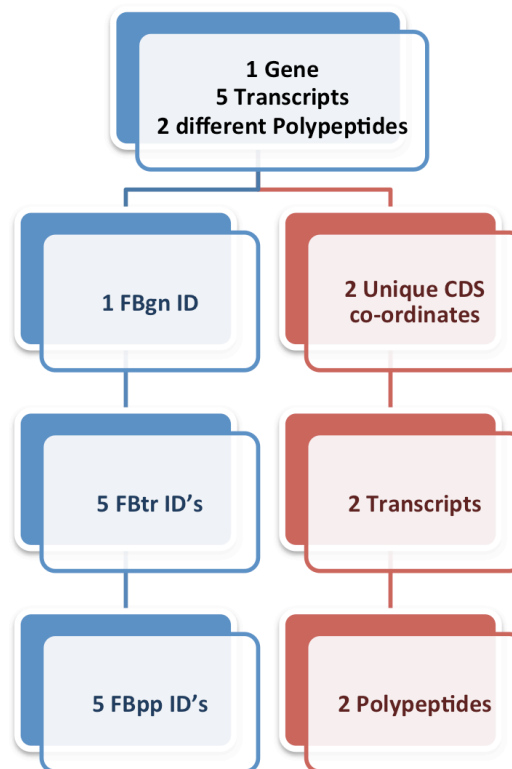 1 Gene
5 Transcripts
2 different Polypeptides
1 FBgn ID
2 Unique CDS
co-ordinates
5 FBtr ID’s
2 Transcripts
5 FBpp ID’s
2 Polypeptides